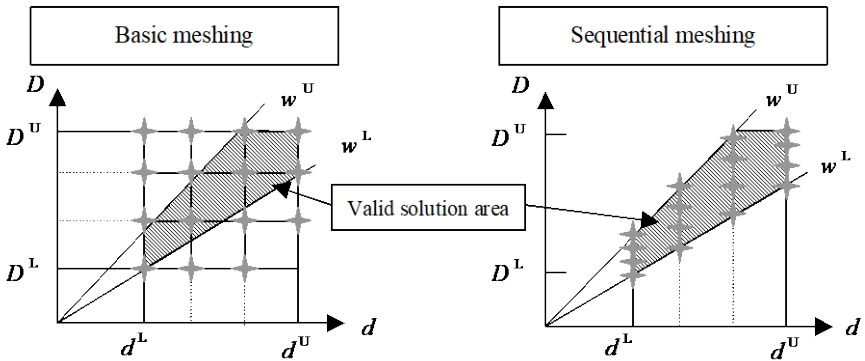 Basic meshing
Sequential meshing
D
w U
D U
w L
Valid solution area
D L
d L
d U
d
D
w U
D U
w L
D L
d L
d U
d